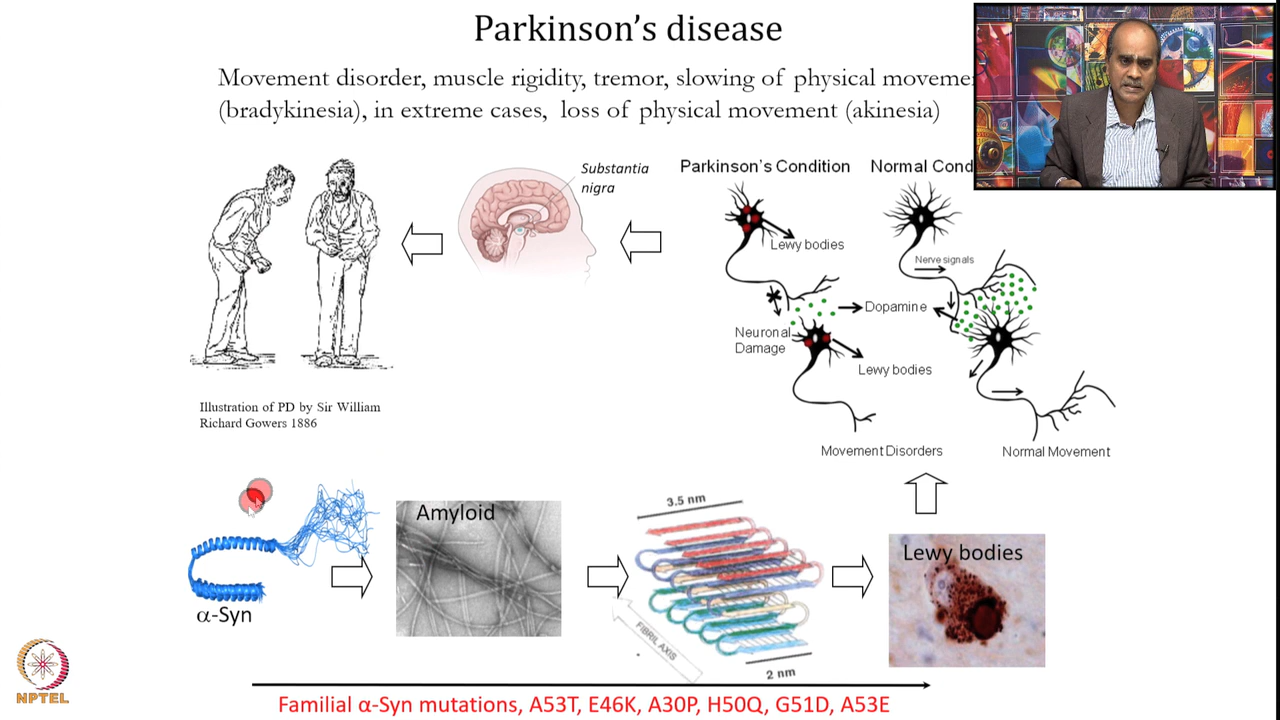 Parkinson's disease
Movement disorder, muscle rigidity, tremor, slowing of physical
(bradykinesia), in extreme cases, loss of physical movement (akinesia)
Substantia
nigra
Parkinson's Condition
Normal
Lewy bodies
Nerve signals
Dopamine
Neuronal
Damage
Lewy bodies
Movement Disorders
Normal Movement
Illustration of PD by Sir William
Richard Gowers 1886
α-Syn
Amyloid
3.5 nm
FIBRIL AXIS
2 nm
Lewy bodies
NPTEL
Familial α-Syn mutations, A53T, E46K, A30P, H50Q, G51D, A53E